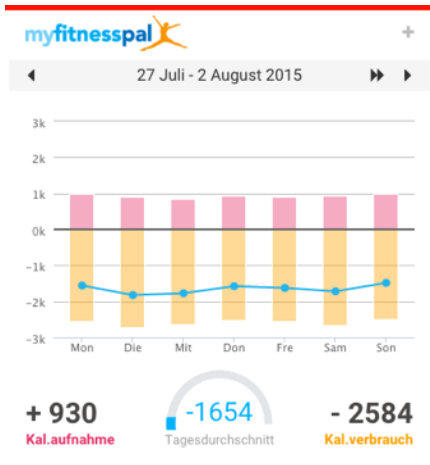 myfitnesspal
27 Juli - 2 August 2015
3k
2k
1k
0k
-1k
-2k
-3k
Mon Die Mit Don Fre Sam Son
+ 930 -1654 - 2584
Kal.aufnahme Tagesdurchschnitt Kal.verbrauch